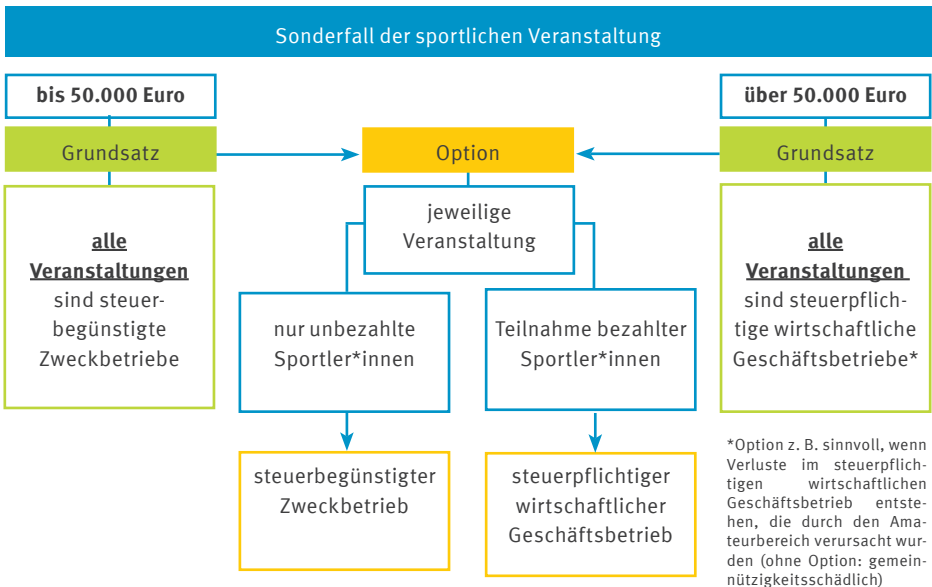 Sonderfall der sportlichen Veranstaltung
bis 50.000 Euro
Grundsatz
alle
Veranstaltungen
sind steuer-
begünstigte
Zweckbetriebe
Option
jeweilige
Veranstaltung
nur unbezahlte
Sportler*innen
steuerbegünstigter
Zweckbetrieb
Teilnahme bezahlter
Sportler*innen
steuerpflichtiger
wirtschaftlicher
Geschäftsbetrieb
über 50.000 Euro
Grundsatz
alle
Veranstaltungen
sind steuerpflich-
tige wirtschaftliche
Geschäftsbetriebe*
*Option z. B. sinnvoll, wenn
Verluste im steuerpflich-
tigen wirtschaftlichen
Geschäftsbetrieb entste-
hen, die durch den Ama-
teurbereich verursacht wur-
den (ohne Option: gemein-
nützigkeitsschädlich)